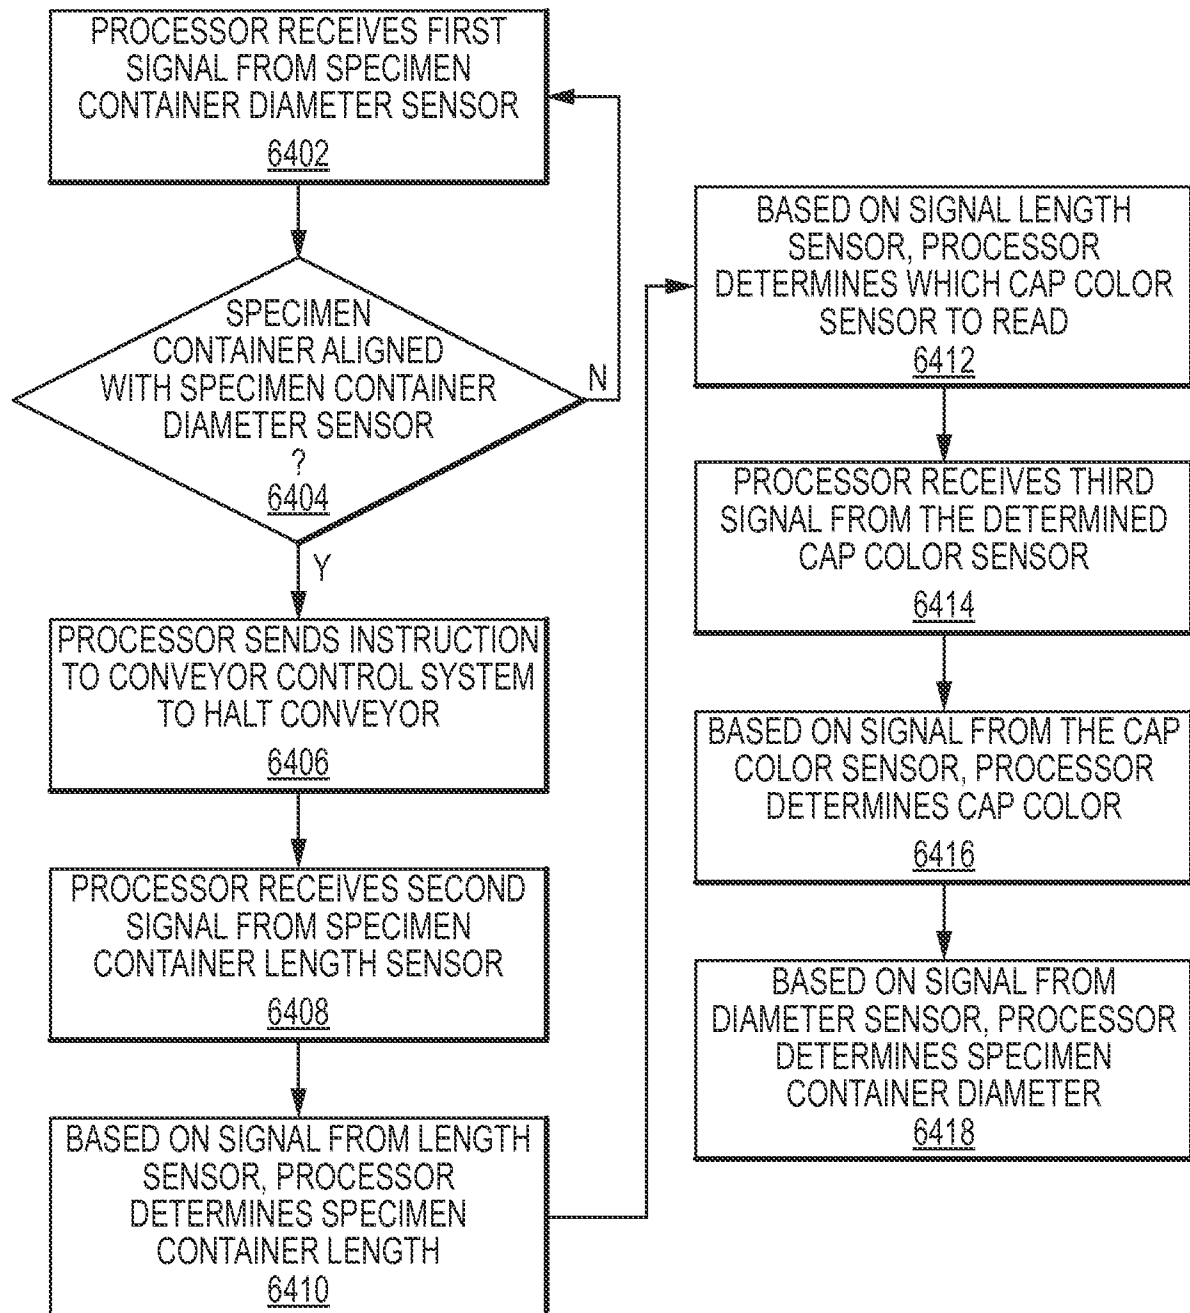 PROCESSOR RECEIVES FIRST
SIGNAL FROM SPECIMEN
CONTAINER DIAMETER SENSOR
6402
SPECIMEN
CONTAINER ALIGNED
WITH SPECIMEN CONTAINER
DIAMETER SENSOR
?
6404
N
Y
PROCESSOR SENDS INSTRUCTION
TO CONVEYOR CONTROL SYSTEM
TO HALT CONVEYOR
6406
PROCESSOR RECEIVES SECOND
SIGNAL FROM SPECIMEN
CONTAINER LENGTH SENSOR
6408
BASED ON SIGNAL FROM LENGTH
SENSOR, PROCESSOR
DETERMINES SPECIMEN
CONTAINER LENGTH
6410
BASED ON SIGNAL LENGTH
SENSOR, PROCESSOR
DETERMINES WHICH CAP COLOR
SENSOR TO READ
6412
PROCESSOR RECEIVES THIRD
SIGNAL FROM THE DETERMINED
CAP COLOR SENSOR
6414
BASED ON SIGNAL FROM THE CAP
COLOR SENSOR, PROCESSOR
DETERMINES CAP COLOR
6416
BASED ON SIGNAL FROM
DIAMETER SENSOR, PROCESSOR
DETERMINES SPECIMEN
CONTAINER DIAMETER
6418